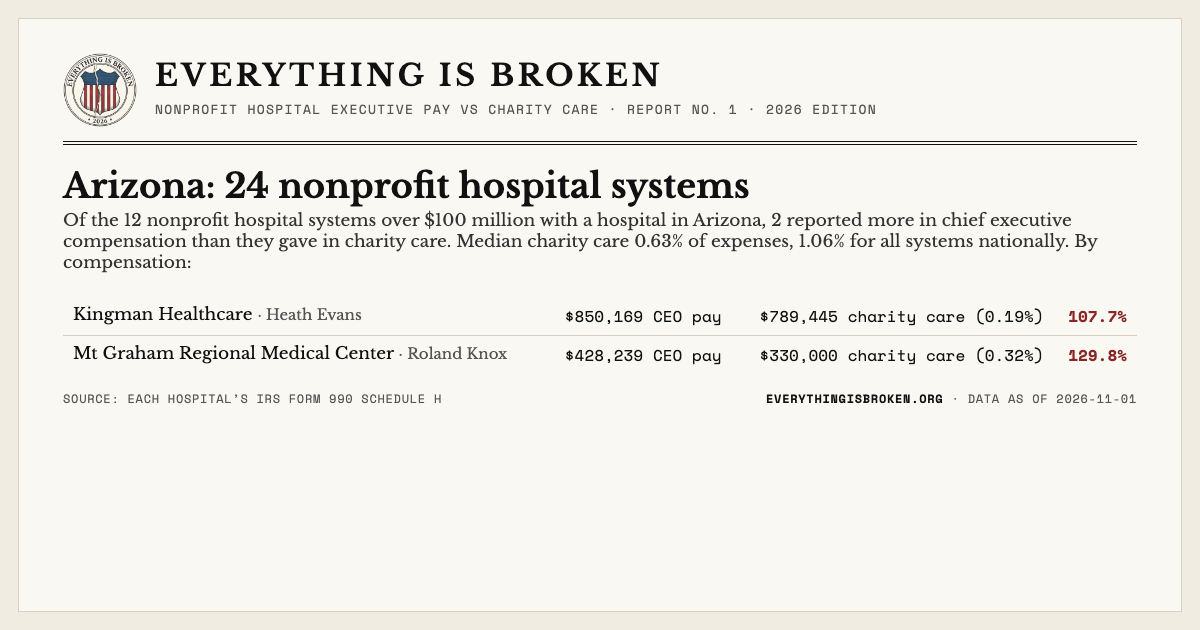 EVERYTHING IS BROKEN
· 2026 ·
EVERYTHING IS BROKEN
NONPROFIT HOSPITAL EXECUTIVE PAY VS CHARITY CARE · REPORT NO. 1 · 2026 EDITION
Arizona: 24 nonprofit hospital systems
Of the 12 nonprofit hospital systems over $100 million with a hospital in Arizona, 2 reported more in chief executive
compensation than they gave in charity care. Median charity care 0.63% of expenses, 1.06% for all systems nationally. By
compensation:
Kingman Healthcare · Heath Evans $850,169 CEO pay $789,445 charity care (0.19%) 107.7%
Mt Graham Regional Medical Center · Roland Knox $428,239 CEO pay $330,000 charity care (0.32%) 129.8%
SOURCE: EACH HOSPITAL'S IRS FORM 990 SCHEDULE H EVERYTHINGISBROKEN.ORG · DATA AS OF 2026-11-01